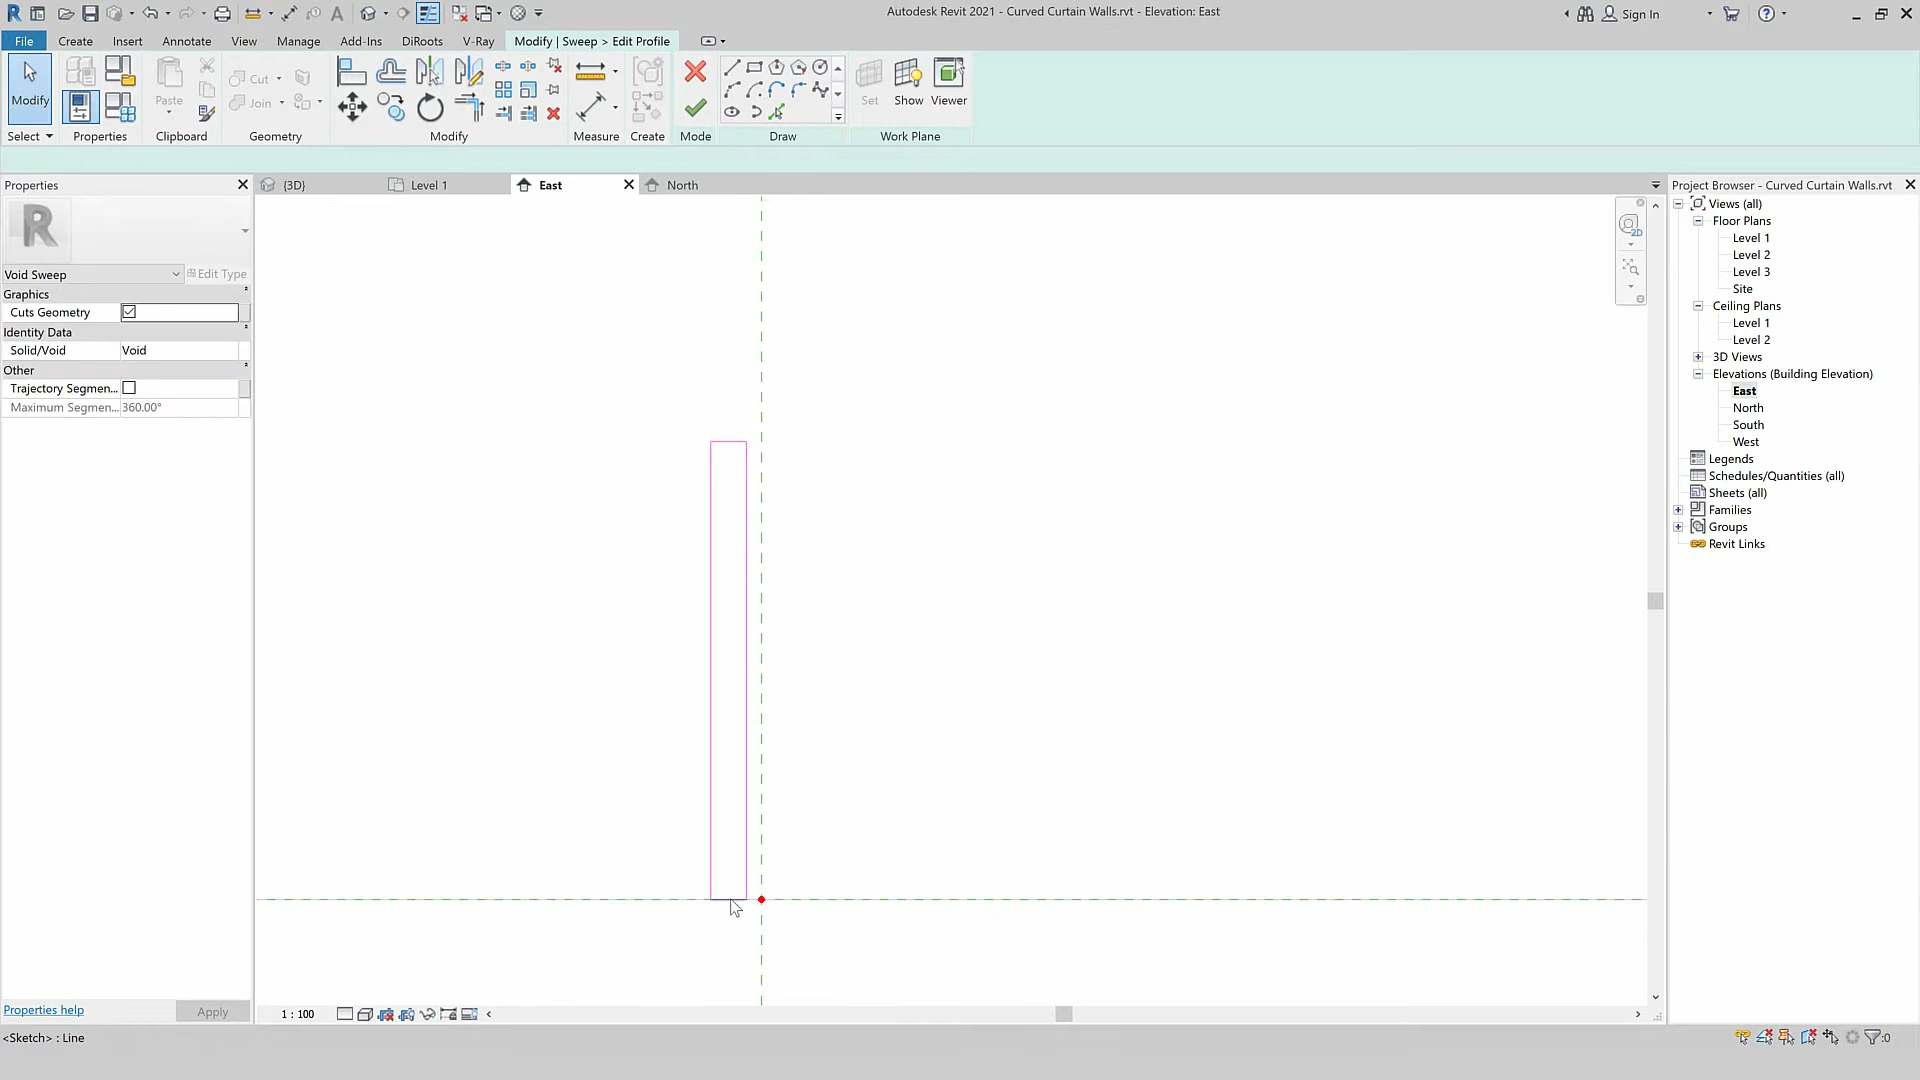 Autodesk Revit 2021 - Curved Curtain Walls.rvt - Elevation: East
Sign In
File Create Insert Annotate View Manage Add-Ins DiRoots V-Ray Modify | Sweep > Edit Profile
Modify
Paste
Cut
Join
Set Show Viewer
Select Properties Clipboard Geometry Modify Measure Create Mode Draw Work Plane
Properties
{3D}
Level 1
East
North
Project Browser - Curved Curtain Walls.rvt
R
Void Sweep
Edit Type
Graphics
Cuts Geometry
Identity Data
Solid/Void Void
Other
Trajectory Segmen...
Maximum Segmen... 360.00°
Views (all)
Floor Plans
Level 1
Level 2
Level 3
Site
Ceiling Plans
Level 1
Level 2
3D Views
Elevations (Building Elevation)
East
North
South
West
Legends
Schedules/Quantities (all)
Sheets (all)
Families
Groups
Revit Links
2D
Properties help
Apply
1 : 100
<Sketch> : Line
:0